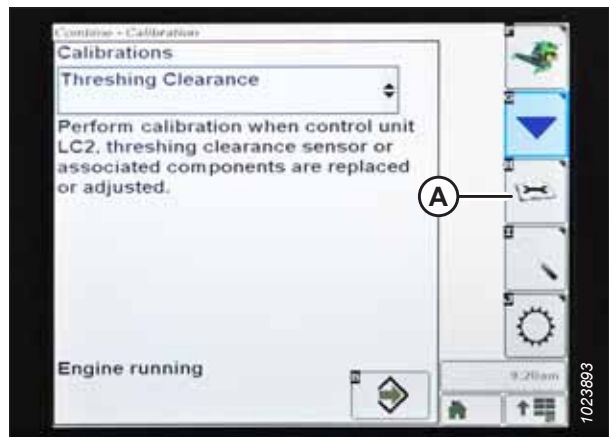 Combine - Calibration
Calibrations
Threshing Clearance
Perform calibration when control unit
LC2, threshing clearance sensor or
associated components are replaced
or adjusted.
A
Engine running
9:20am
1023893